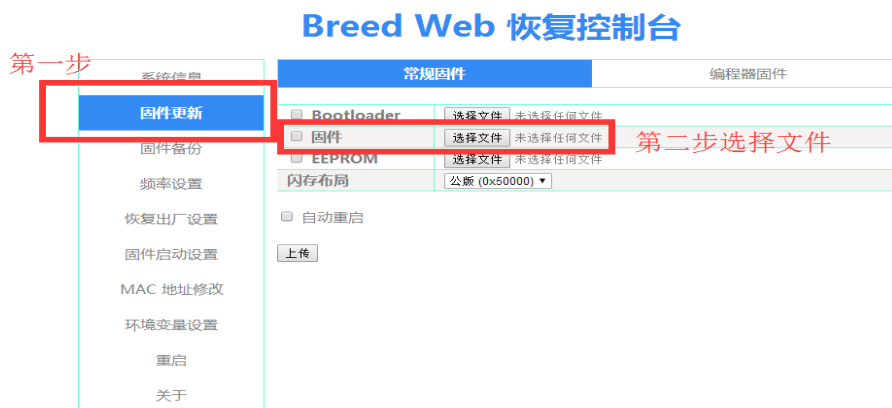 Breed Web 恢复控制台
第一步
系统信息
固件更新
固件备份
频率设置
恢复出厂设置
固件启动设置
MAC 地址修改
环境变量设置
重启
关于
常规固件 编程器固件
Bootloader 选择文件 未选择任何文件
固件 选择文件 未选择任何文件 第二步选择文件
EEPROM 选择文件 未选择任何文件
闪存布局 公版 (0x50000)
自动重启
上传